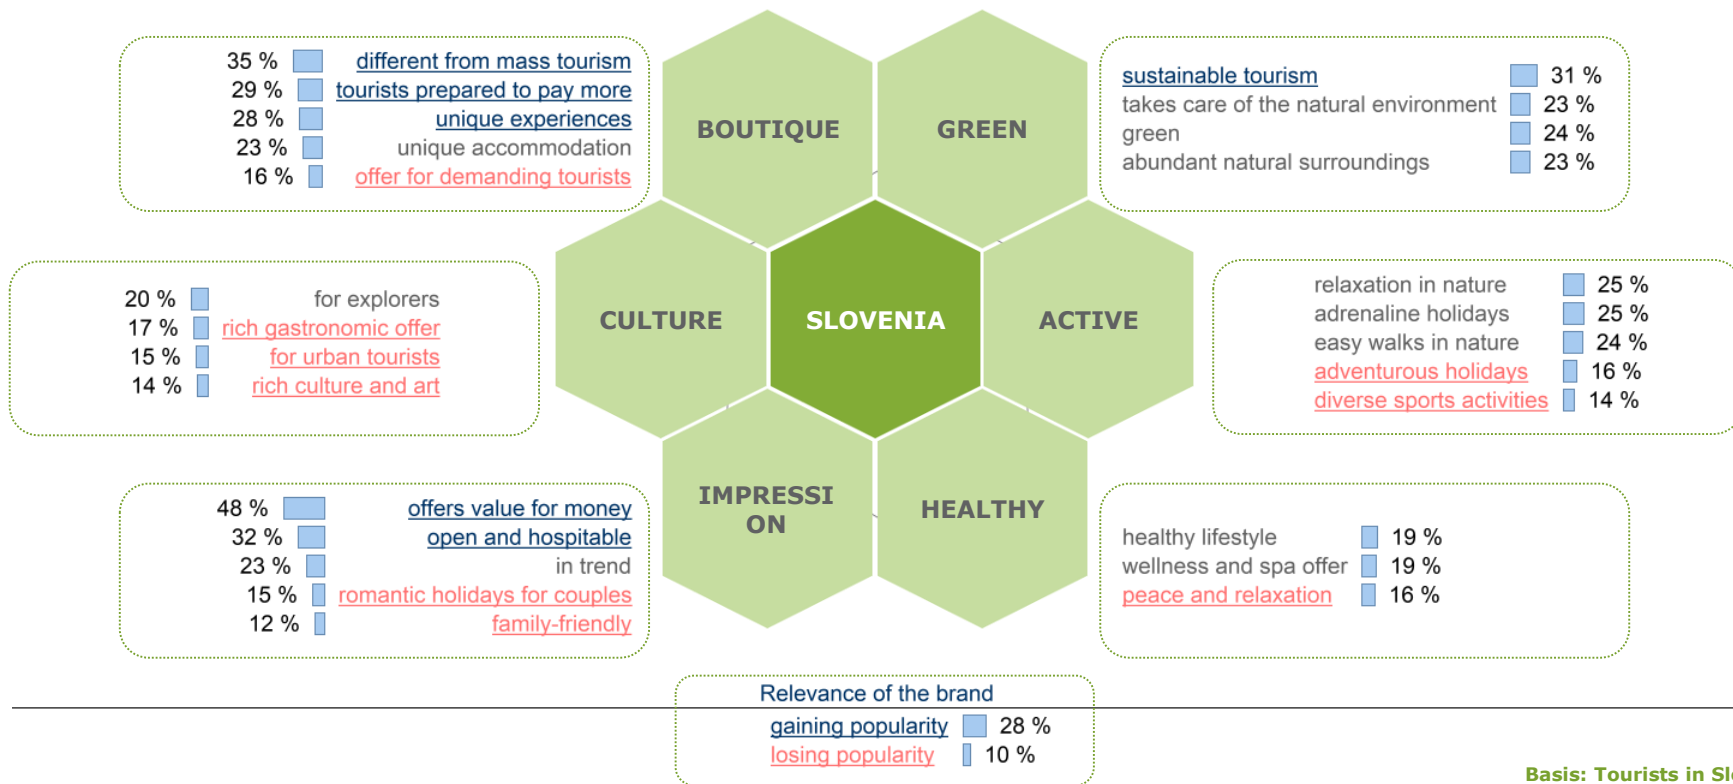 35 % different from mass tourism
29 % tourists prepared to pay more
28 % unique experiences
23 % unique accommodation
16 % offer for demanding tourists
BOUTIQUE
GREEN
sustainable tourism 31 %
takes care of the natural environment 23 %
green 24 %
abundant natural surroundings 23 %
20 % for explorers
17 % rich gastronomic offer
15 % for urban tourists
14 % rich culture and art
CULTURE
SLOVENIA
ACTIVE
relaxation in nature 25 %
adrenaline holidays 25 %
easy walks in nature 24 %
adventurous holidays 16 %
diverse sports activities 14 %
48 % offers value for money
32 % open and hospitable
23 % in trend
15 % romantic holidays for couples
12 % family-friendly
IMPRESSI
ON
HEALTHY
healthy lifestyle 19 %
wellness and spa offer 19 %
peace and relaxation 16 %
Relevance of the brand
gaining popularity 28 %
losing popularity 10 %
Basis: Tourists in Slo